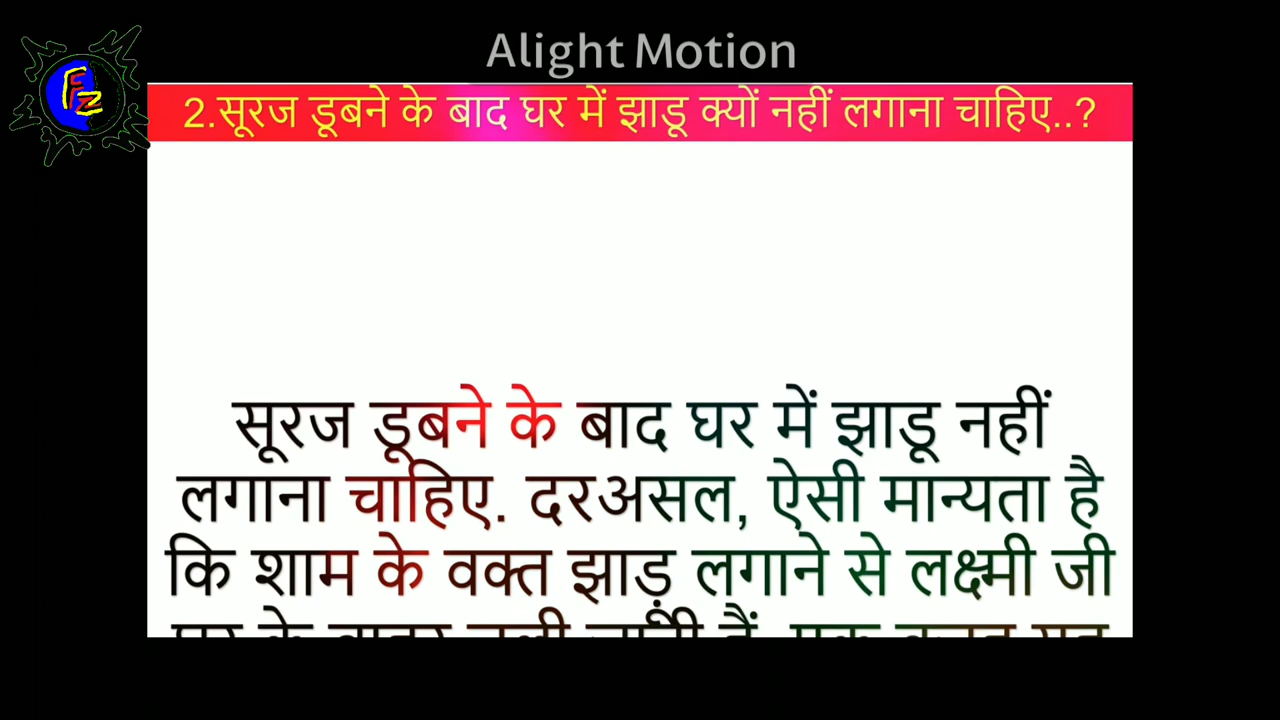 Alight Motion
FZ
2.सूरज डूबने के बाद घर में झाडू क्यों नहीं लगाना चाहिए..?
सूरज डूबने के बाद घर में झाडू नहीं
लगाना चाहिए. दरअसल, ऐसी मान्यता है
कि शाम के वक्त झाड़ू लगाने से लक्ष्मी जी